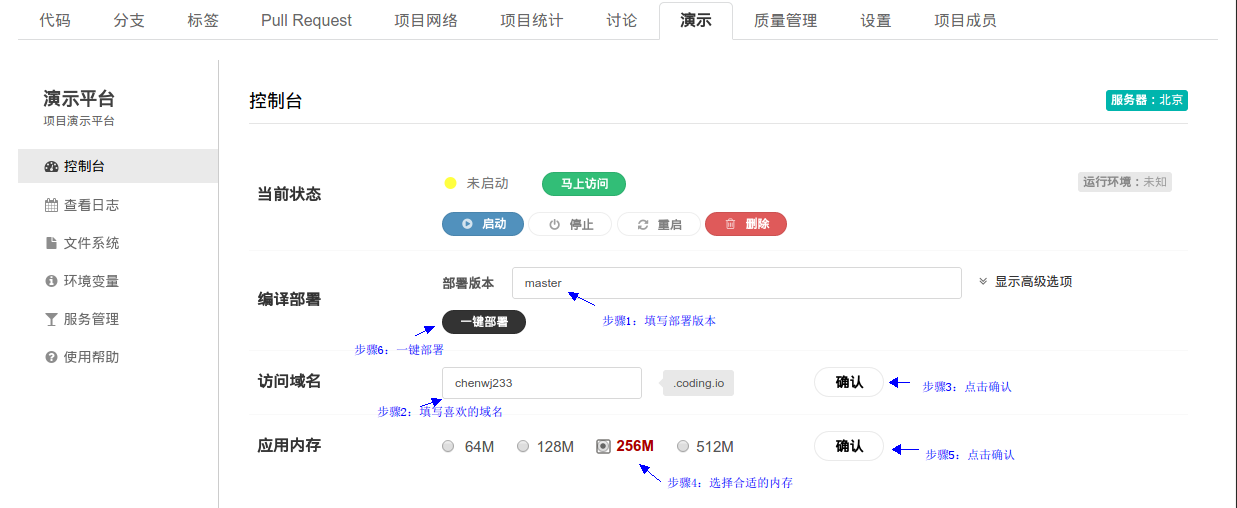 代码 分支 标签 Pull Request 项目网络 项目统计 讨论 演示 质量管理 设置 项目成员
演示平台
项目演示平台
控制台
查看日志
文件系统
环境变量
服务管理
使用帮助
控制台
服务器：北京
当前状态
未启动
马上访问
运行环境：未知
启动 停止 重启 删除
编译部署
部署版本
master
显示高级选项
步骤1：填写部署版本
一键部署
步骤6：一键部署
访问域名
chenwj233
.coding.io
确认
步骤3：点击确认
步骤2：填写喜欢的域名
应用内存
64M 128M 256M 512M
确认
步骤5：点击确认
步骤4：选择合适的内存